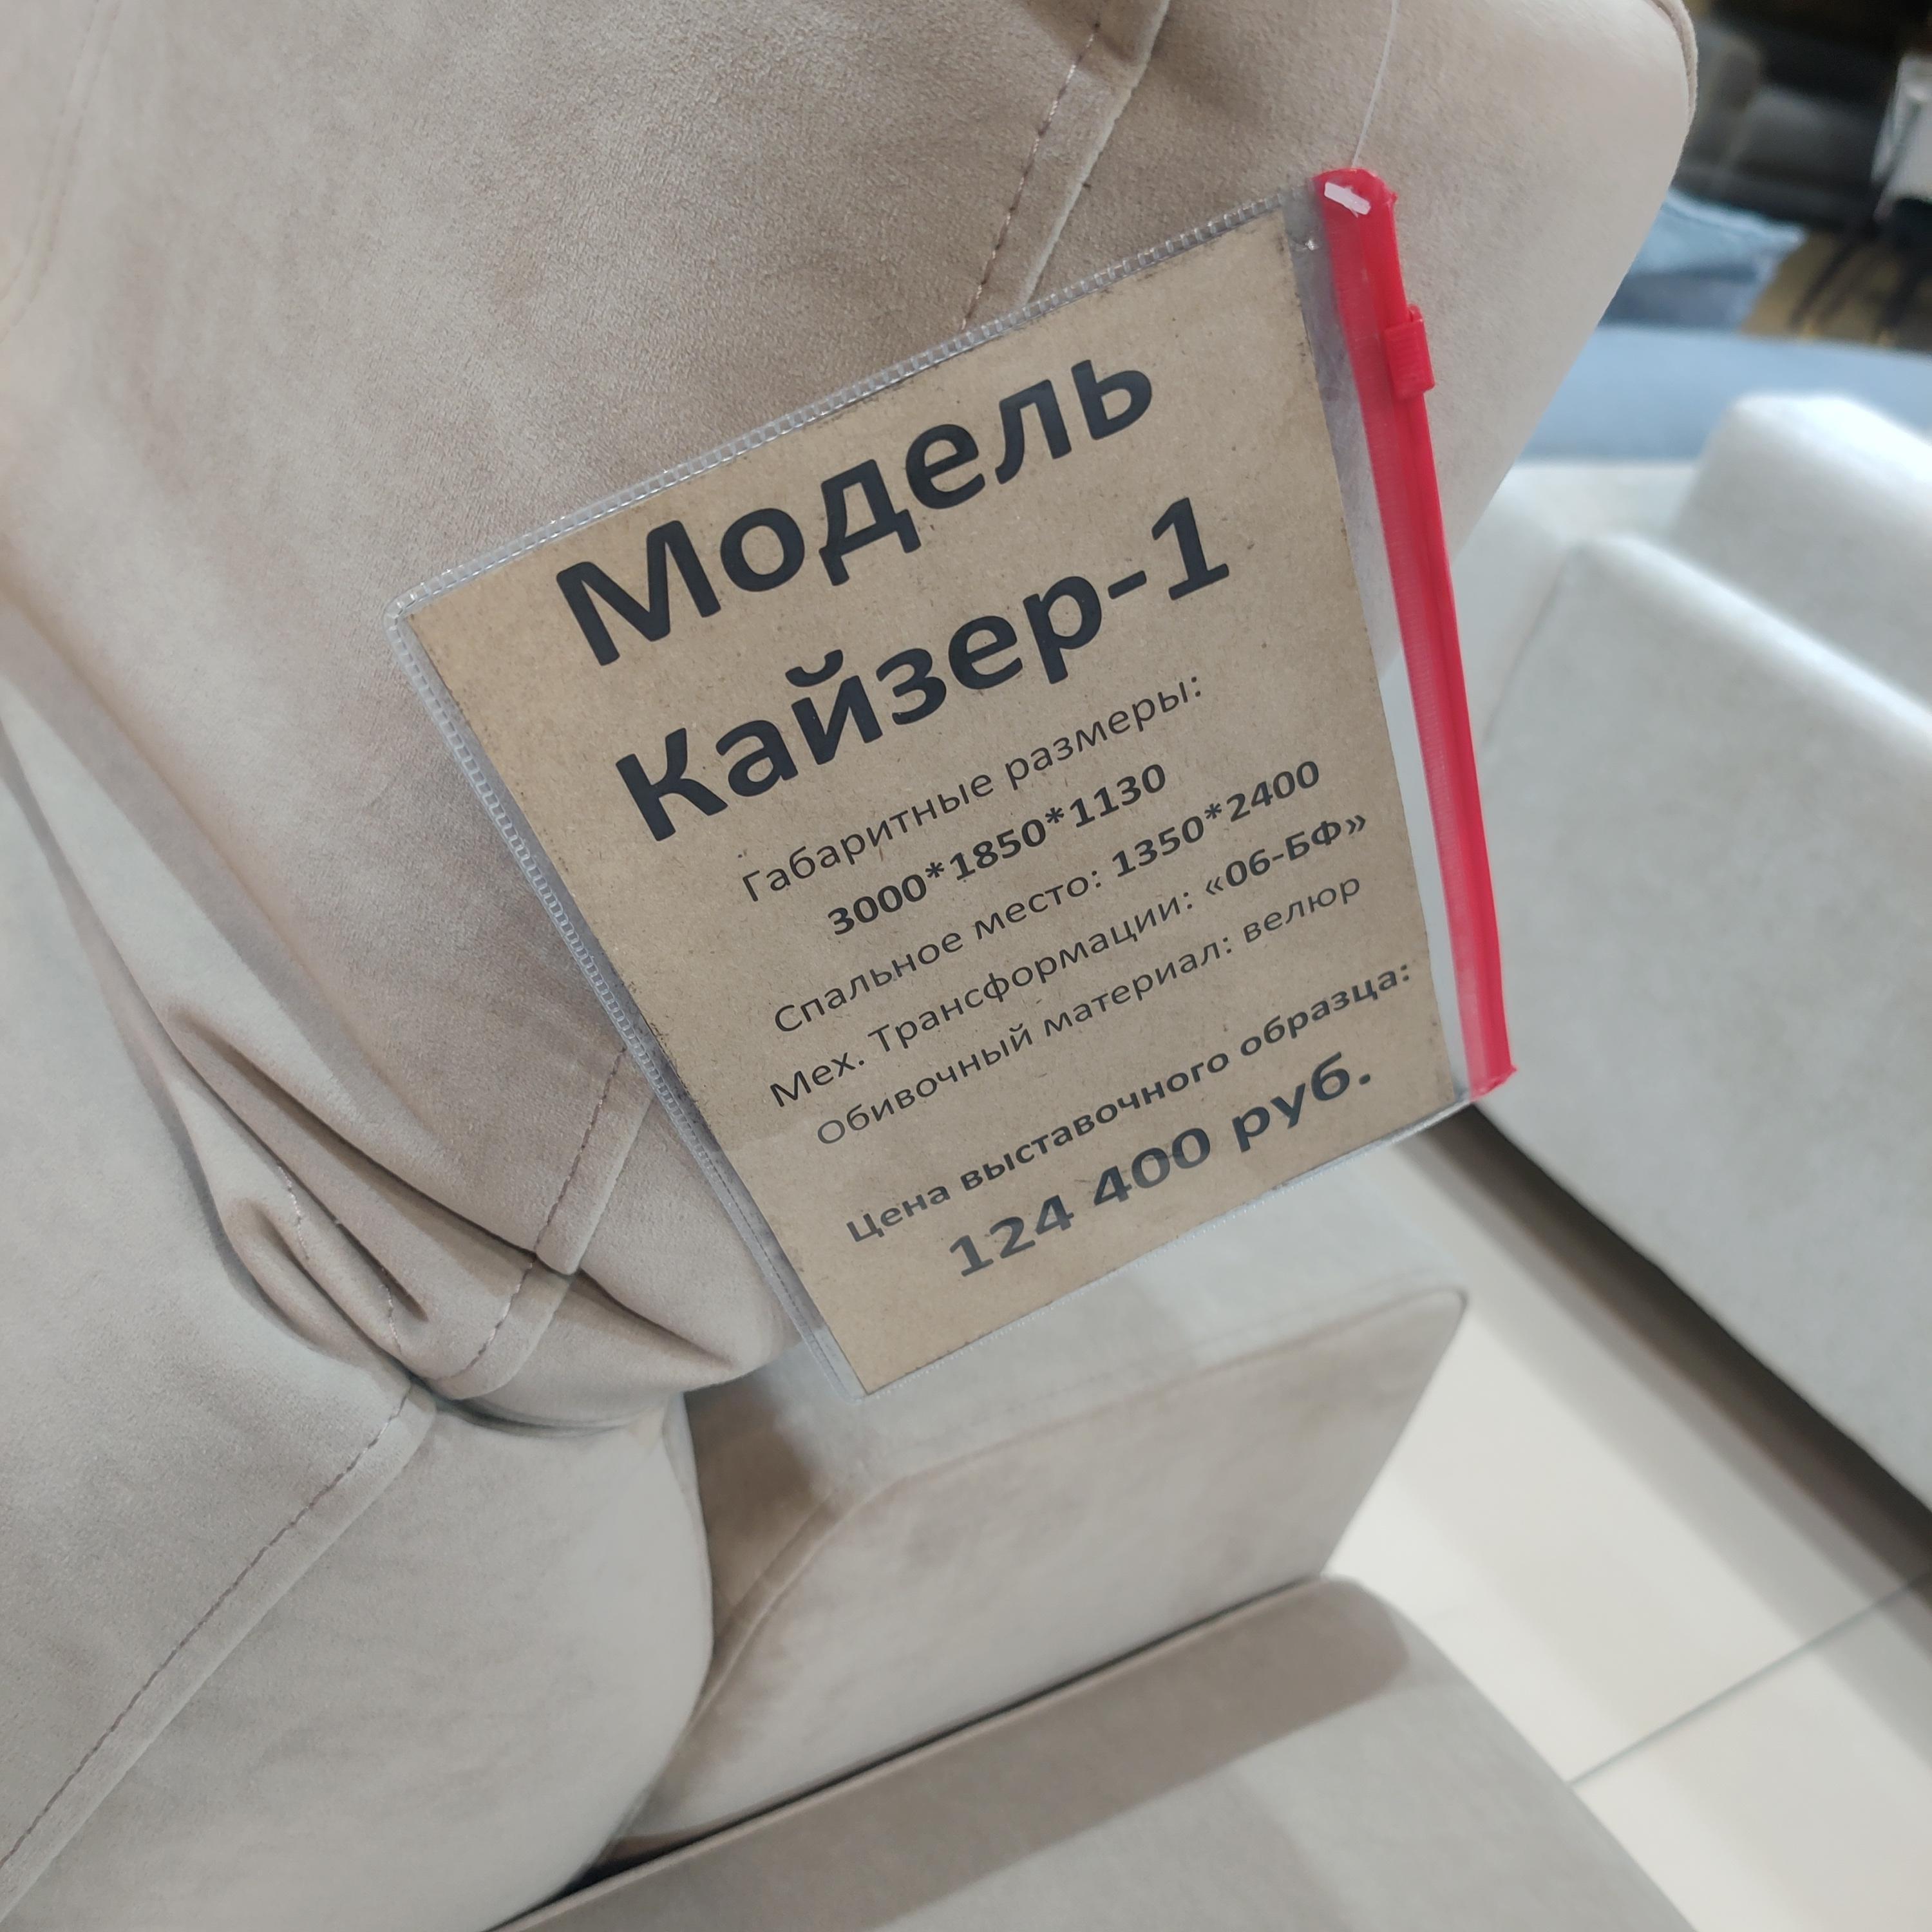 Модель
Кайзер-1
Габаритные размеры:
3000*1850*1130
Спальное место: 1350*2400
Мех. Трансформации: «06-БФ»
Обивочный материал: велюр
Цена выставочного образца:
124 400 руб.